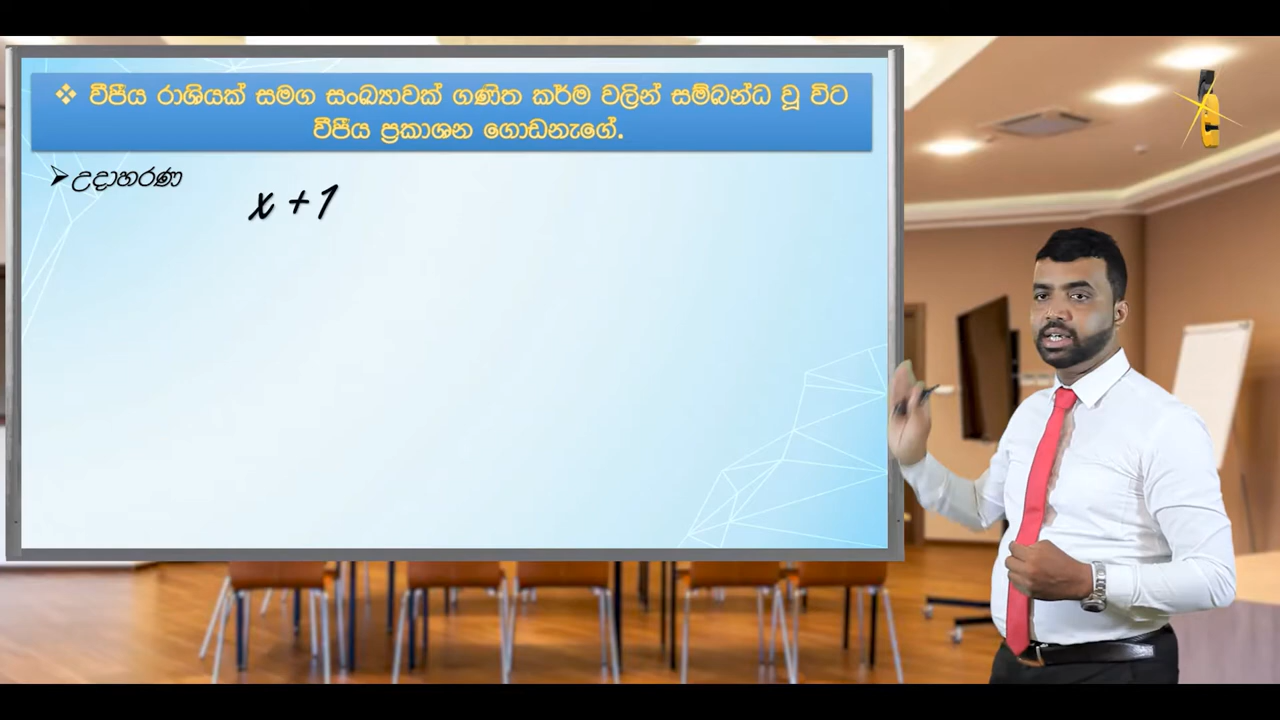 ❖ වීජීය රාශියක් සමග සංඛ්‍යාවක් ගණිත කර්ම වලින් සම්බන්ධ වූ විට
වීජීය ප්‍රකාශන ගොඩනැගේ.
➢උදාහරණ
x + 1